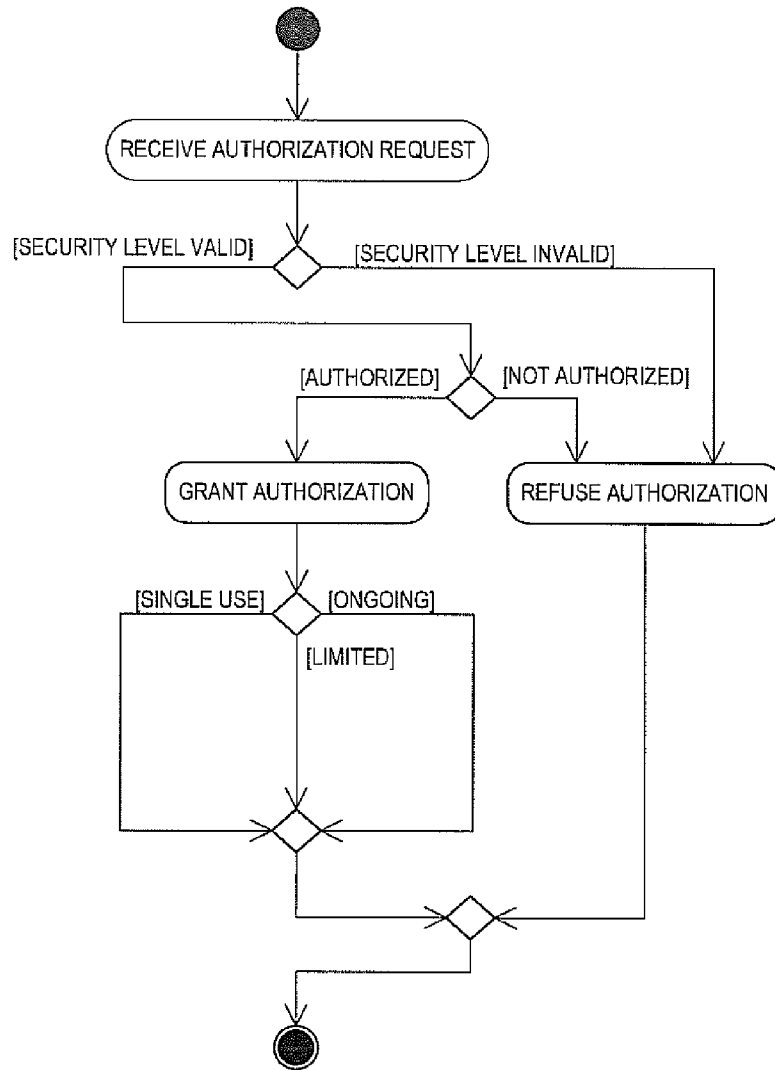 RECEIVE AUTHORIZATION REQUEST
[SECURITY LEVEL VALID]
[SECURITY LEVEL INVALID]
[AUTHORIZED]
[NOT AUTHORIZED]
GRANT AUTHORIZATION
REFUSE AUTHORIZATION
[SINGLE USE]
[ONGOING]
[LIMITED]